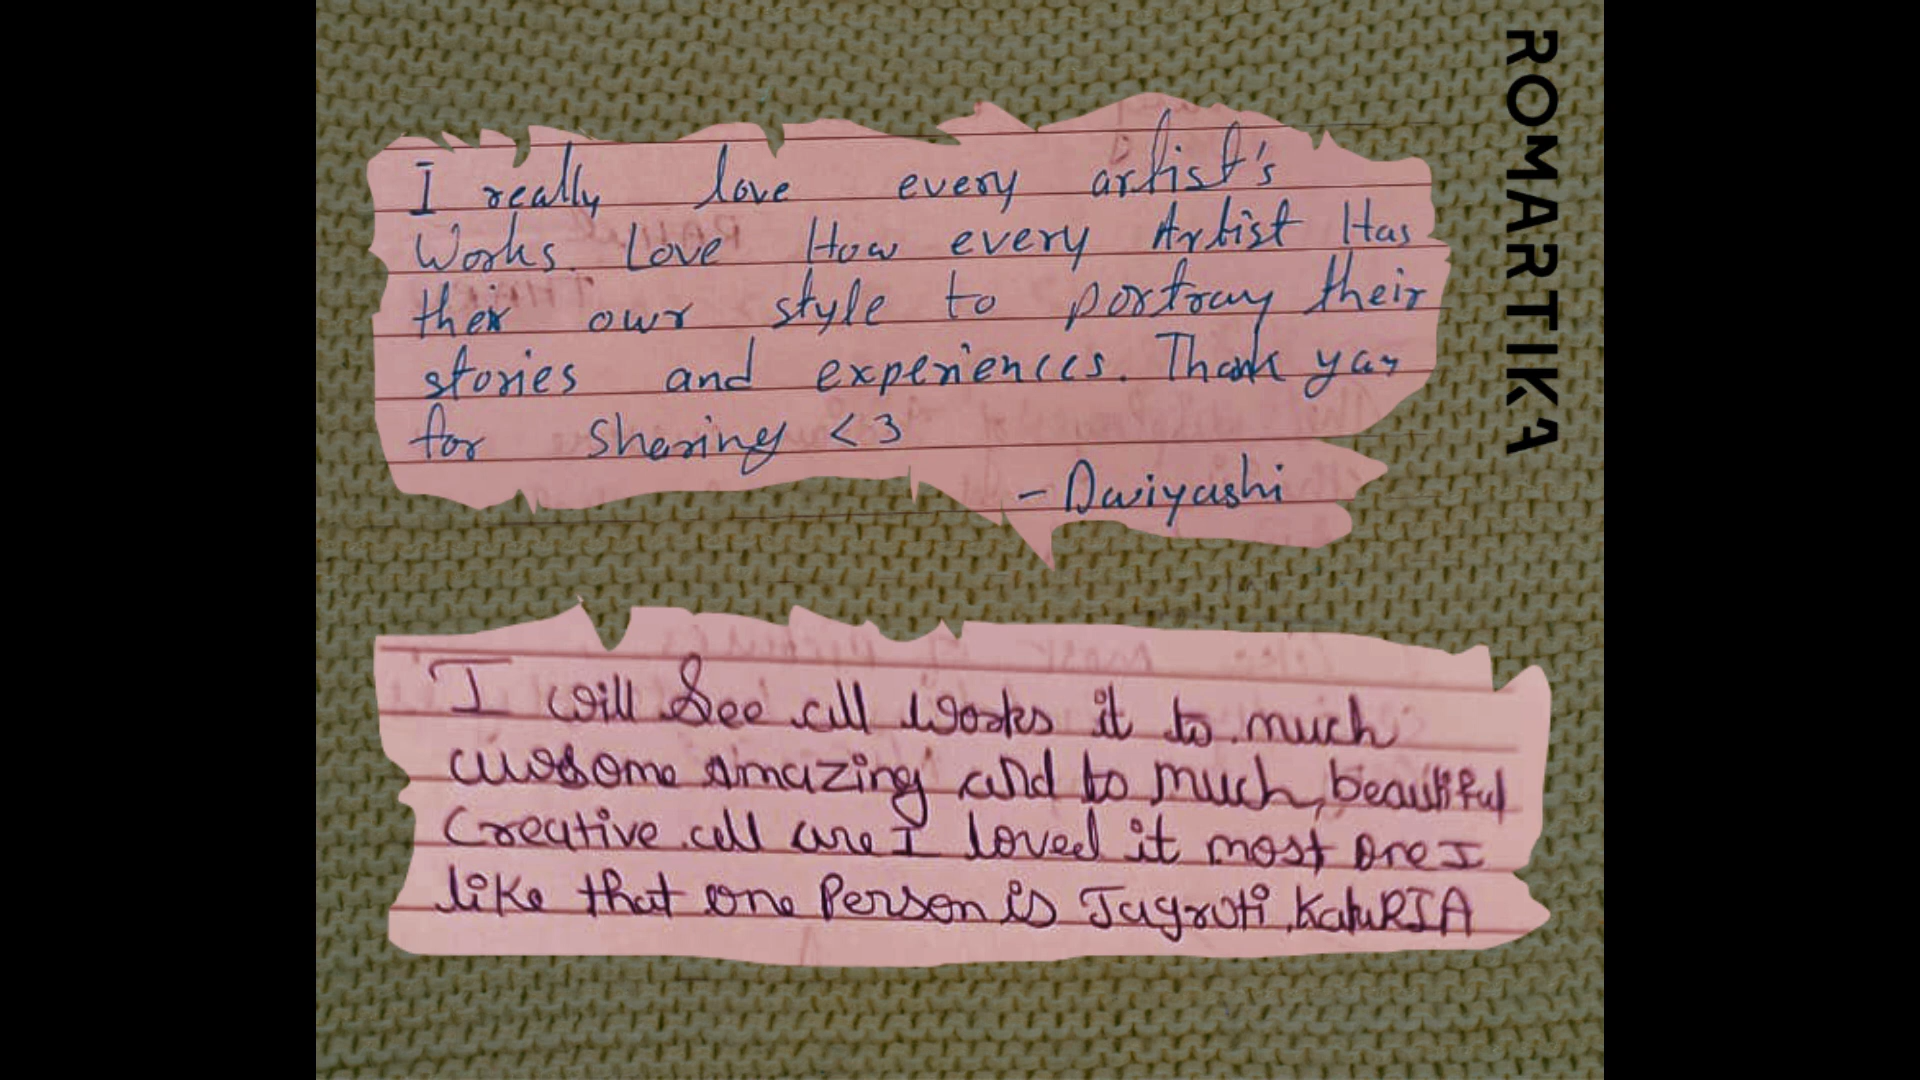 I really love every artist's
Works. Love How every Artist Has
their own style to portray their
stories and experiences. Thank you
for sharing <3
- Dwiyashi
I will See all works it to much
awesome amazing and to much, beautiful
Creative all are I loved it most one I
like that one Person is Jagruti KatuRIA
ROMARTIKA